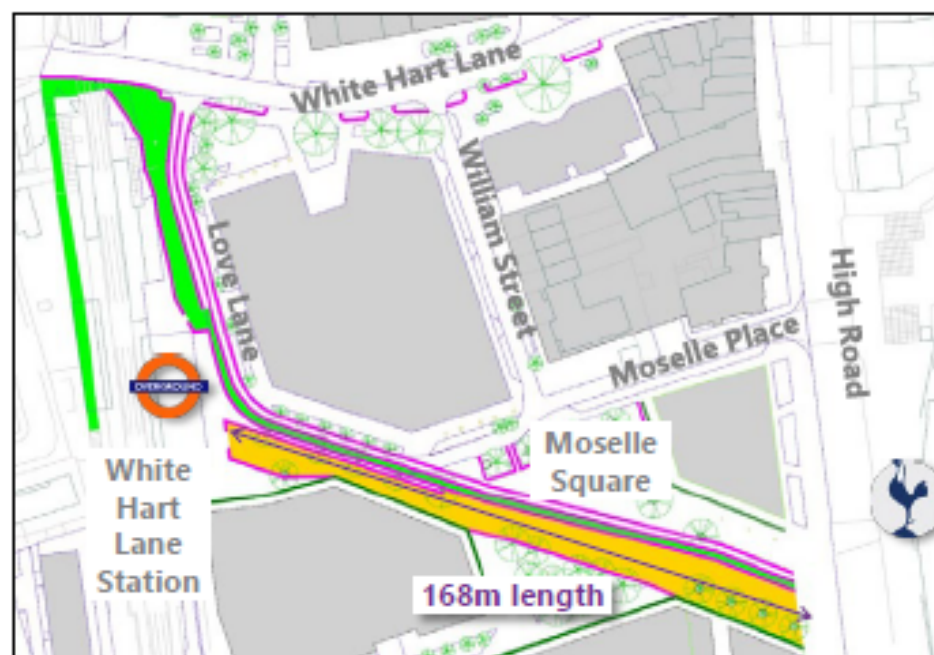 White Hart Lane
William Street
Love Lane
High Road
Moselle Place
OVERGROUND
Moselle
Square
White
Hart
Lane
Station
168m length